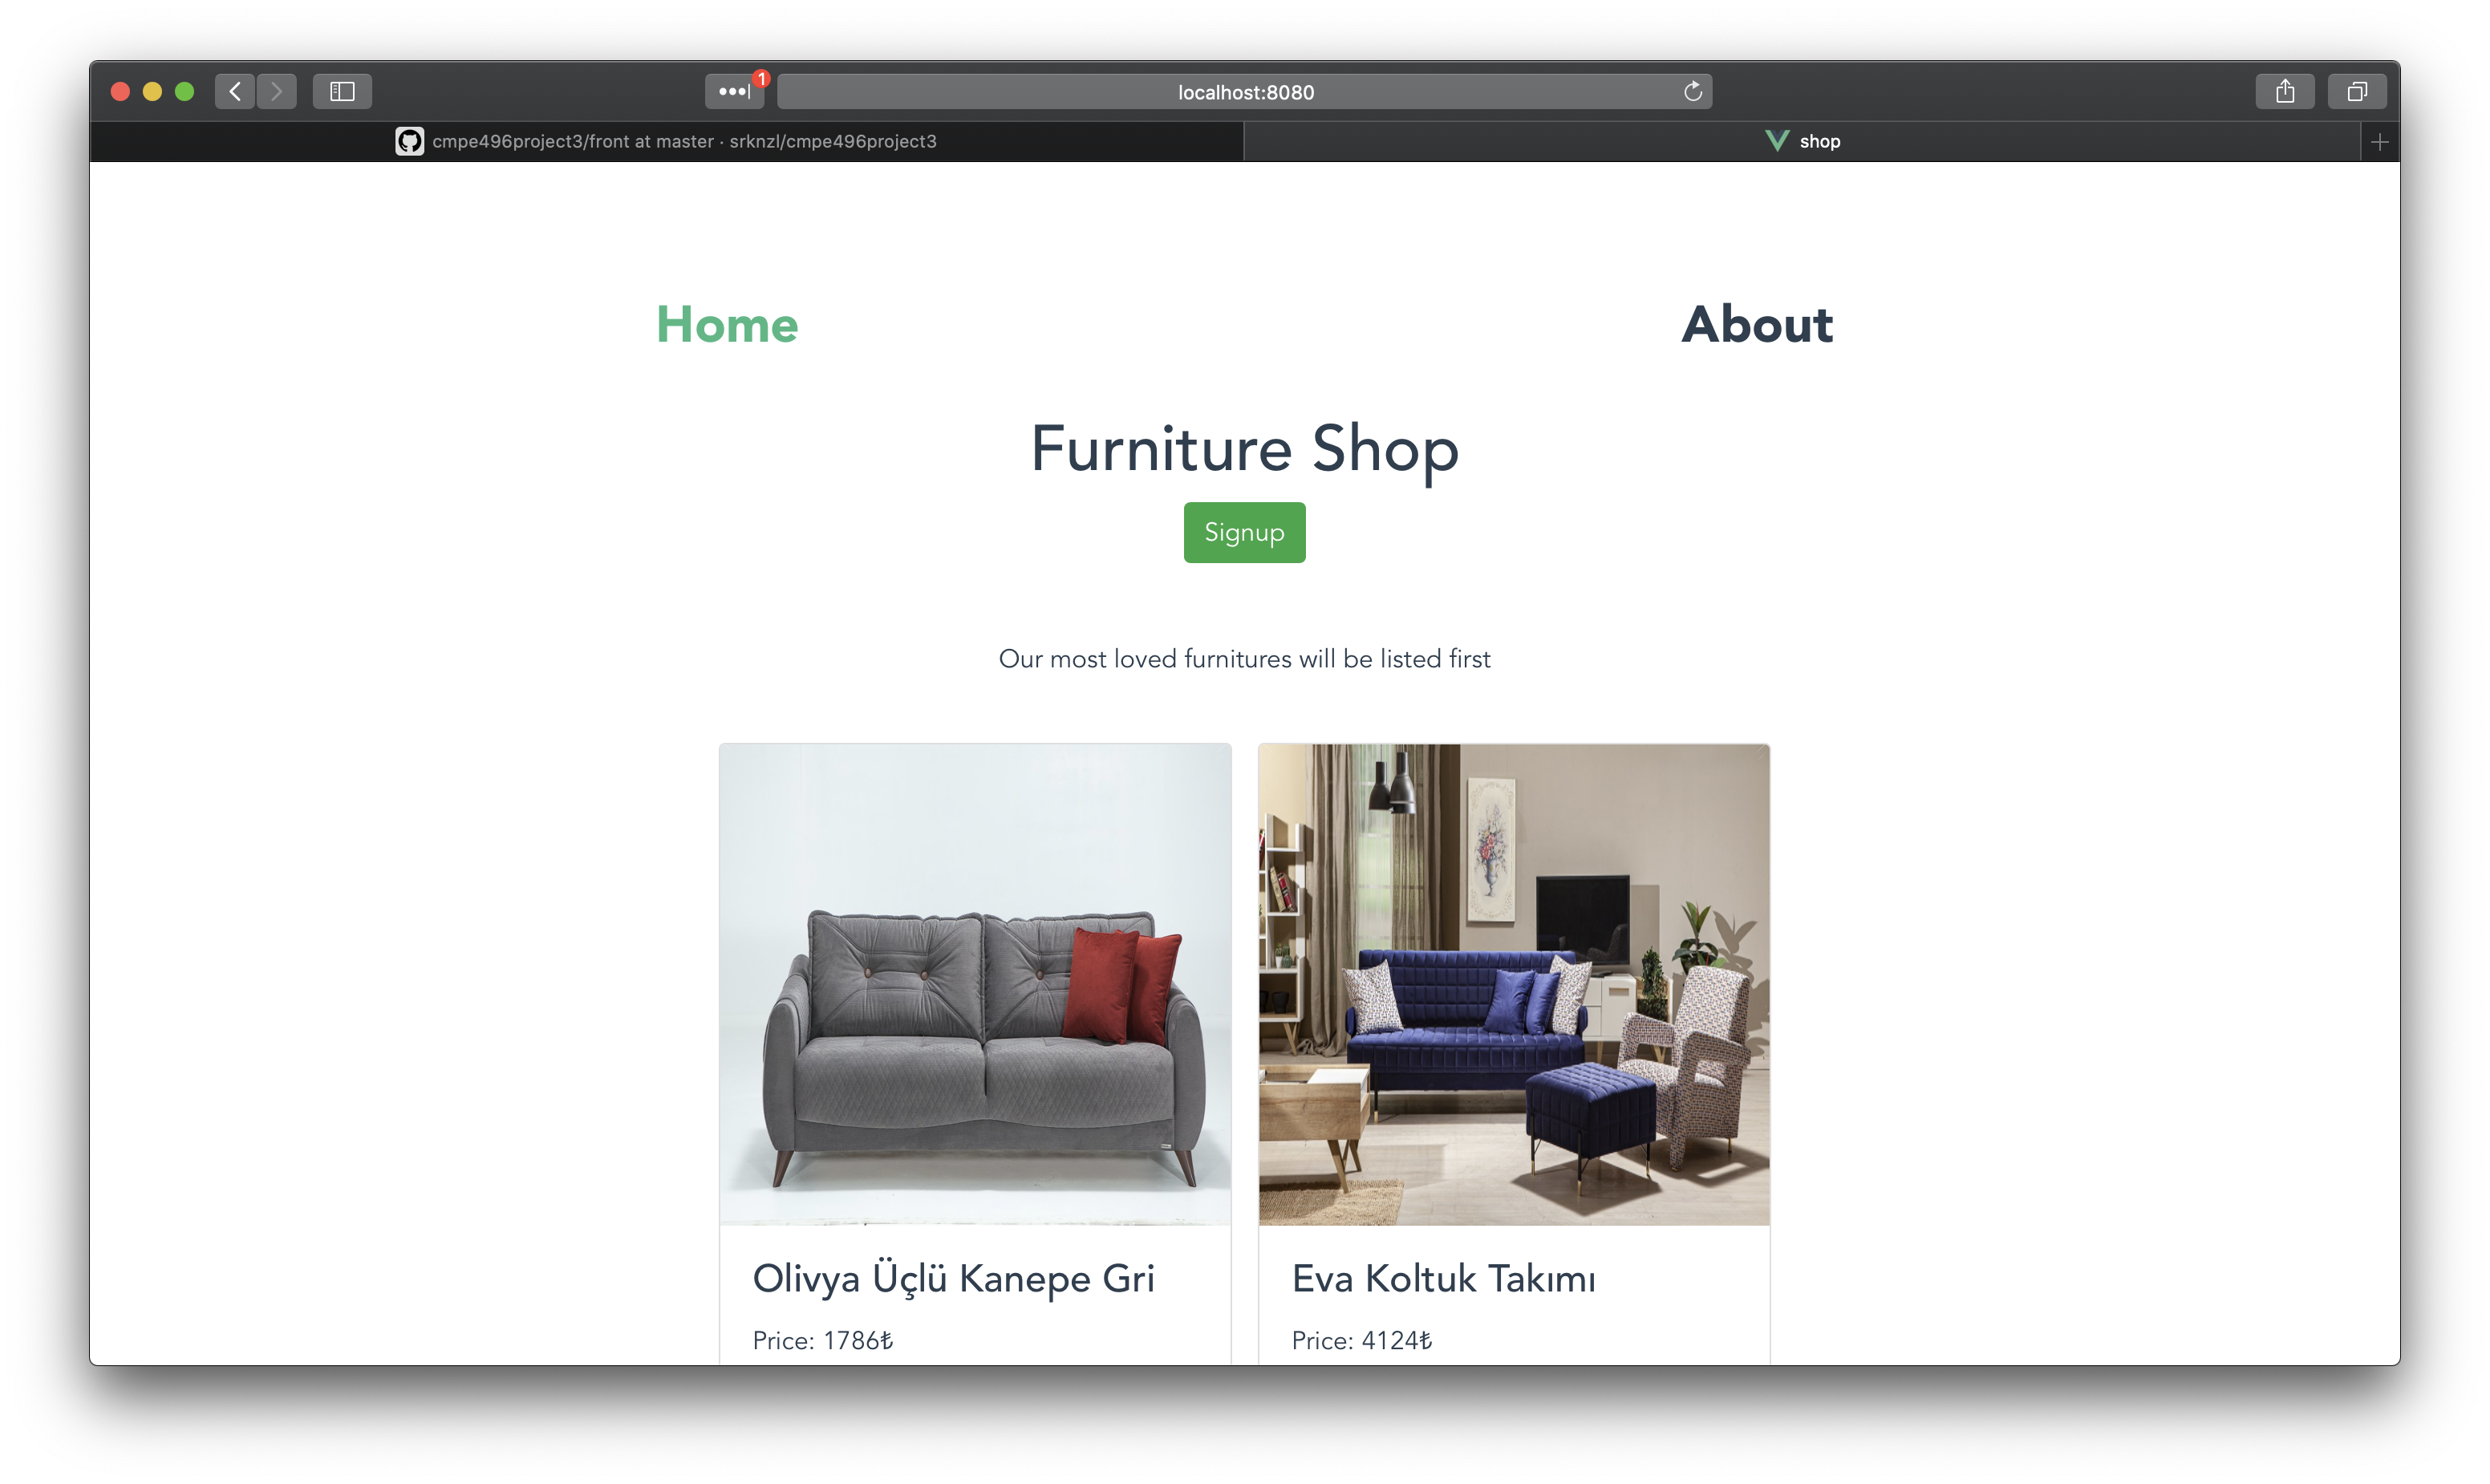 1
localhost:8080
cmpe496project3/front at master · srknzl/cmpe496project3
shop
Home
About
Furniture Shop
Signup
Our most loved furnitures will be listed first
Olivya Üçlü Kanepe Gri
Price: 1786₺
Eva Koltuk Takımı
Price: 4124₺